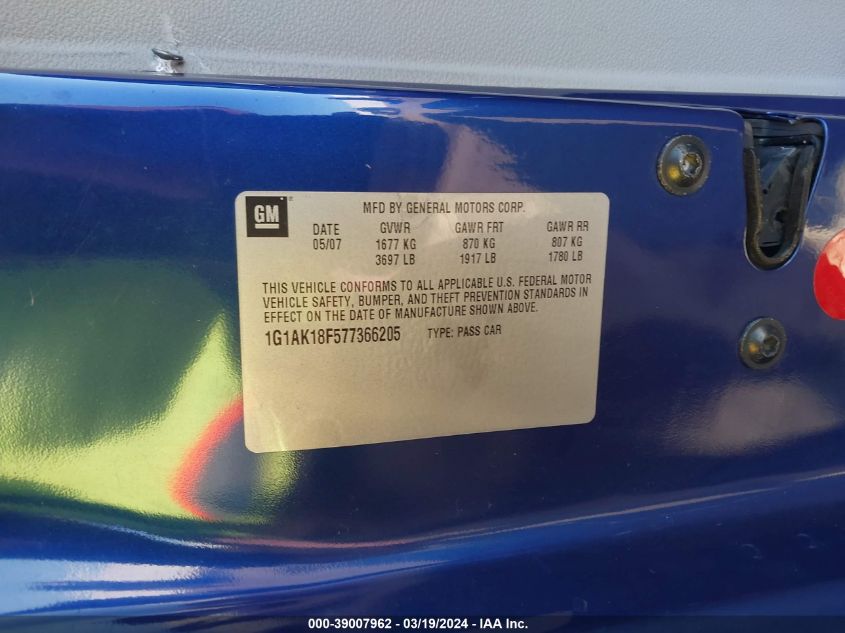 GM ® MFD BY GENERAL MOTORS CORP.
DATE GVWR GAWR FRT GAWR RR
05/07 1677 KG 870 KG 807 KG
3697 LB 1917 LB 1780 LB
THIS VEHICLE CONFORMS TO ALL APPLICABLE U.S. FEDERAL MOTOR
VEHICLE SAFETY, BUMPER, AND THEFT PREVENTION STANDARDS IN
EFFECT ON THE DATE OF MANUFACTURE SHOWN ABOVE.
1G1AK18F577366205 TYPE: PASS CAR
000-39007962 — 03/19/2024 — IAA Inc.